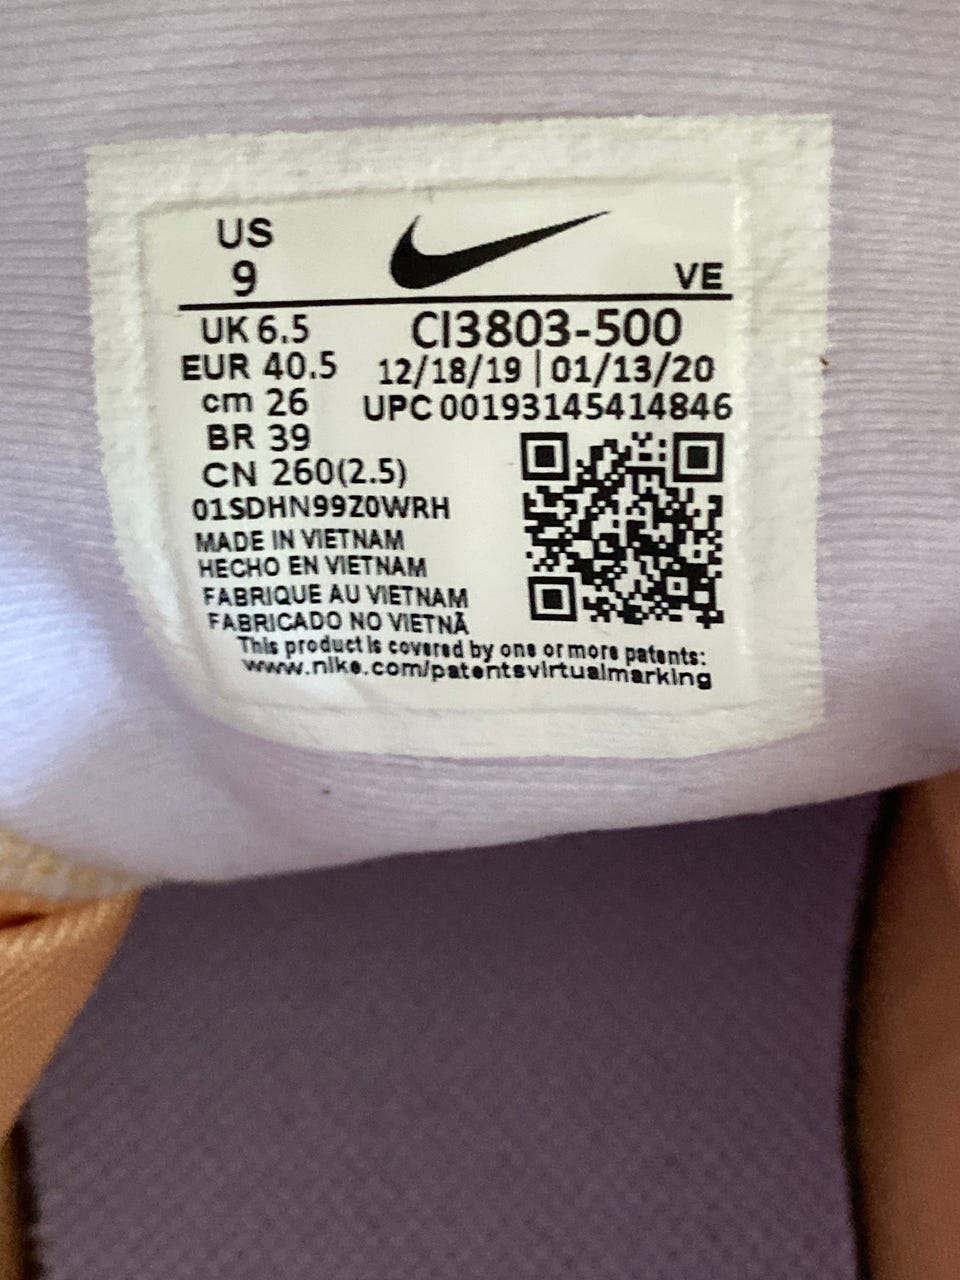 US
9
VE
UK 6.5
CI3803-500
EUR 40.5
12/18/19 | 01/13/20
cm 26
UPC 00193145414846
BR 39
CN 260(2.5)
01SDHN99Z0WRH
MADE IN VIETNAM
HECHO EN VIETNAM
FABRIQUE AU VIETNAM
FABRICADO NO VIETNÃ
This product is covered by one or more patents:
www.nike.com/patentsvirtualmarking